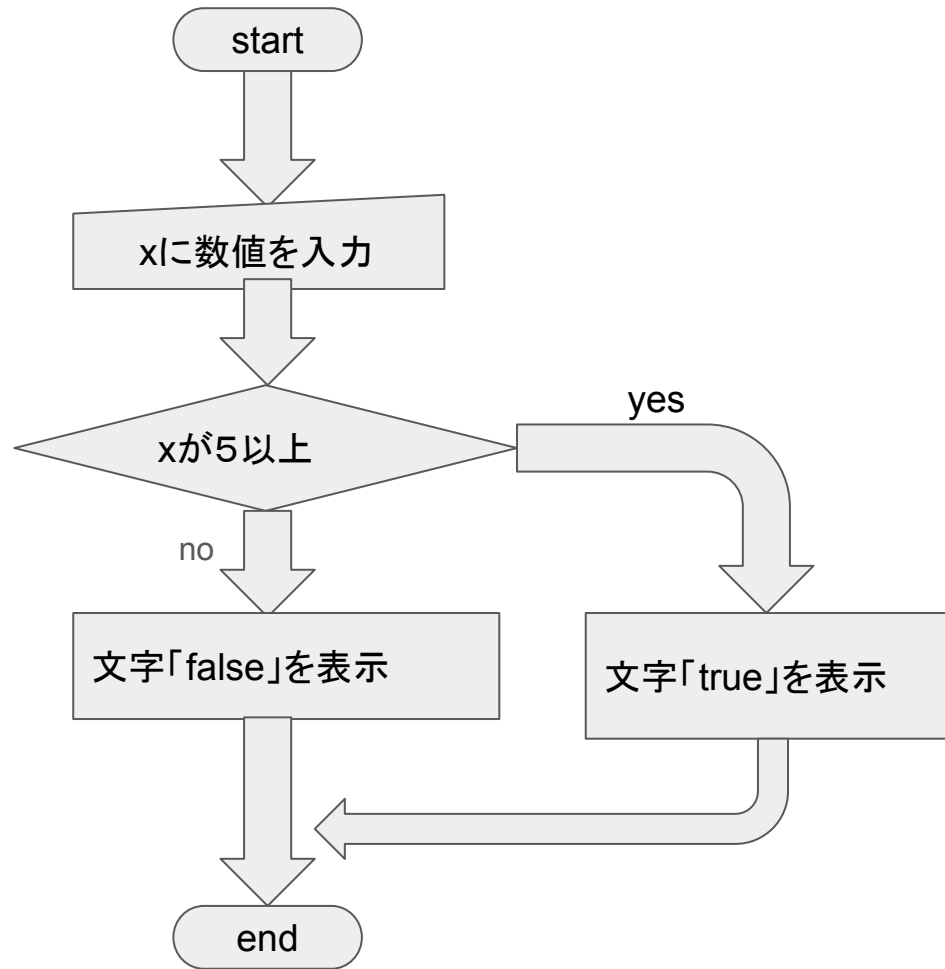 start
xに数値を入力
xが５以上
yes
no
文字「false」を表示
文字「true」を表示
end